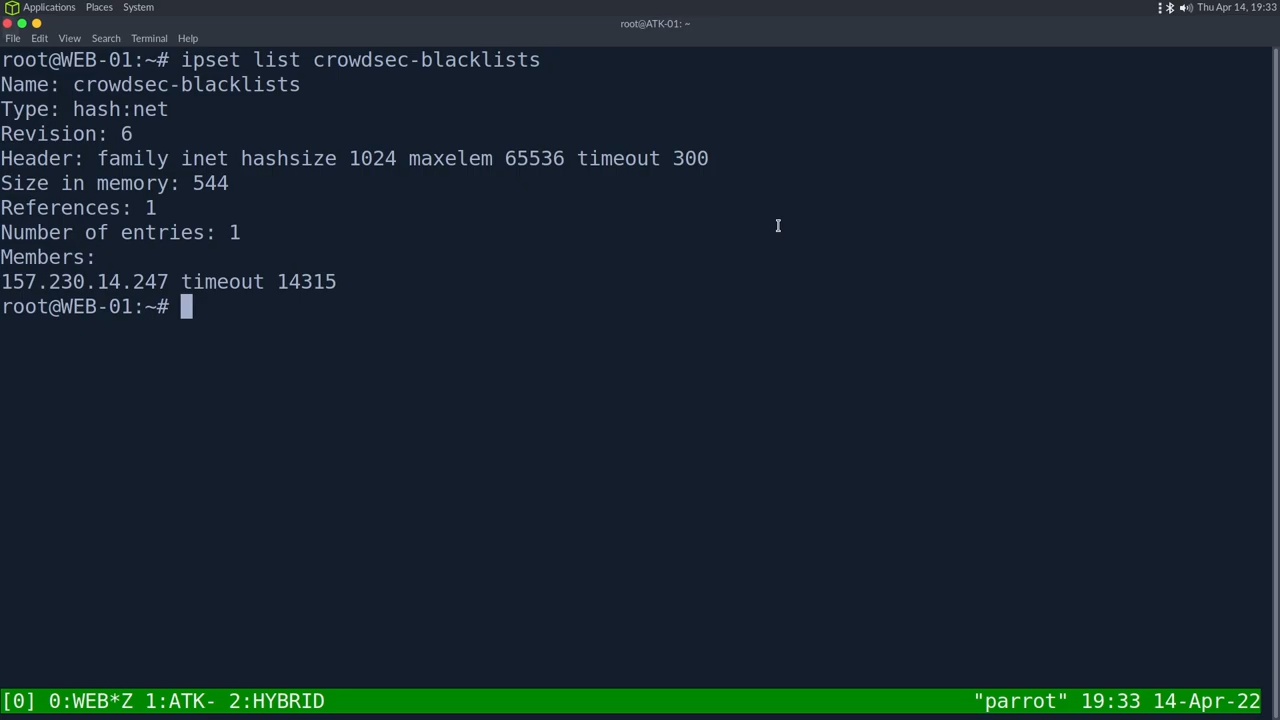 Applications Places System Thu Apr 14, 19:33
root@ATK-01: ~
File Edit View Search Terminal Help
root@WEB-01:~# ipset list crowdsec-blacklists
Name: crowdsec-blacklists
Type: hash:net
Revision: 6
Header: family inet hashsize 1024 maxelem 65536 timeout 300
Size in memory: 544
References: 1
Number of entries: 1
Members:
157.230.14.247 timeout 14315
root@WEB-01:~#
[0] 0:WEB*Z 1:ATK- 2:HYBRID "parrot" 19:33 14-Apr-22